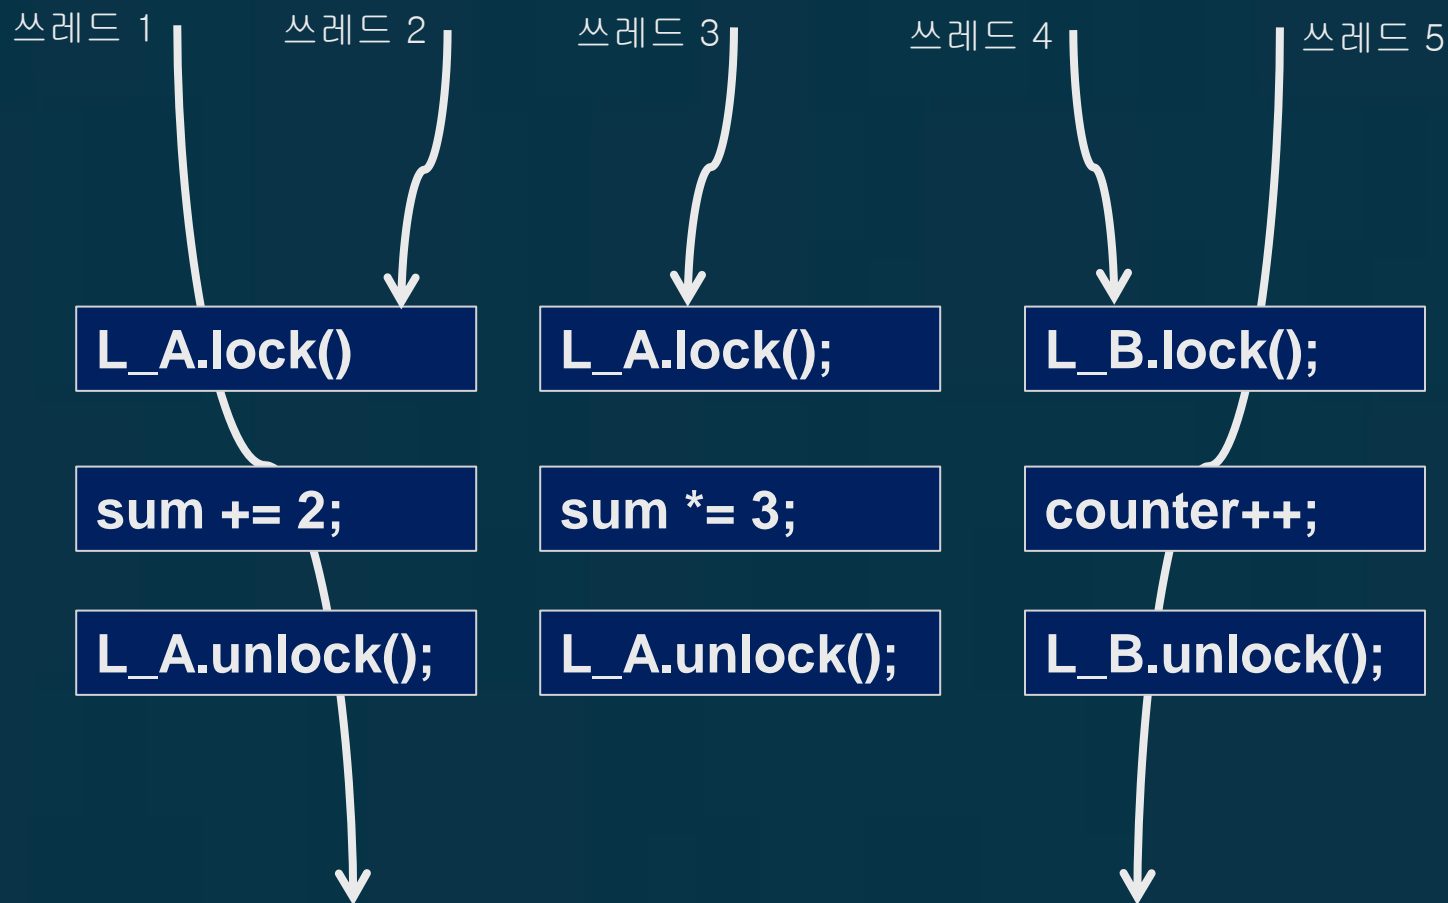 쓰레드 1
쓰레드 2
쓰레드 3
쓰레드 4
쓰레드 5
L_A.lock()
L_A.lock();
L_B.lock();
sum += 2;
sum *= 3;
counter++;
L_A.unlock();
L_A.unlock();
L_B.unlock();